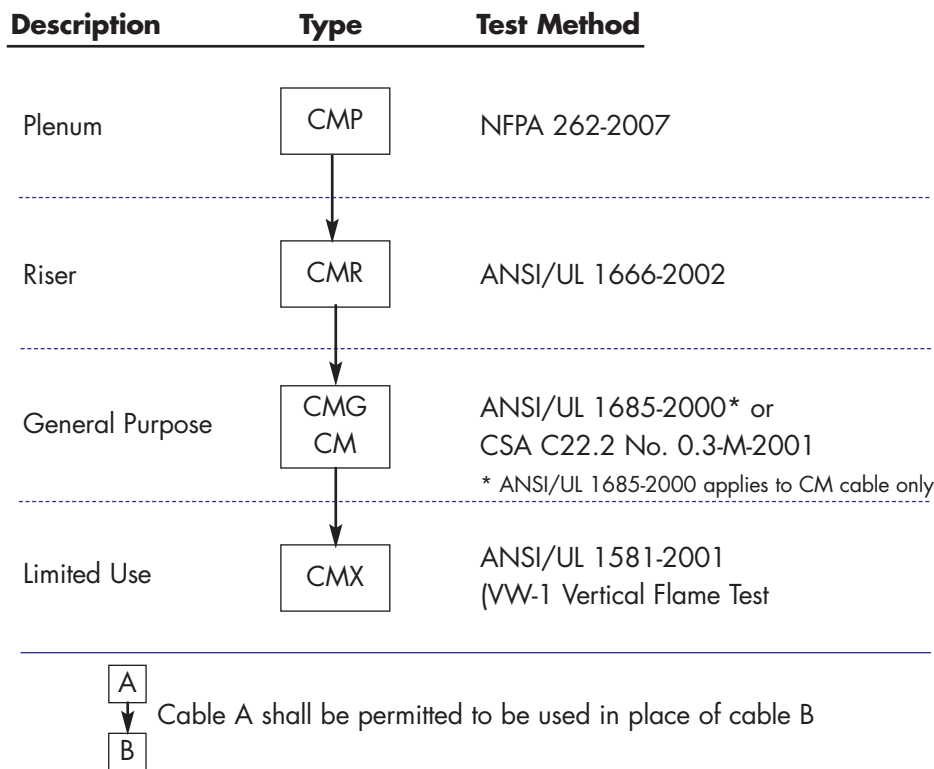 Description Type Test Method
Plenum CMP NFPA 262-2007
Riser CMR ANSI/UL 1666-2002
General Purpose CMG CM ANSI/UL 1685-2000* or
CSA C22.2 No. 0.3-M-2001
* ANSI/UL 1685-2000 applies to CM cable only
Limited Use CMX ANSI/UL 1581-2001
(VW-1 Vertical Flame Test
A
Cable A shall be permitted to be used in place of cable B
B